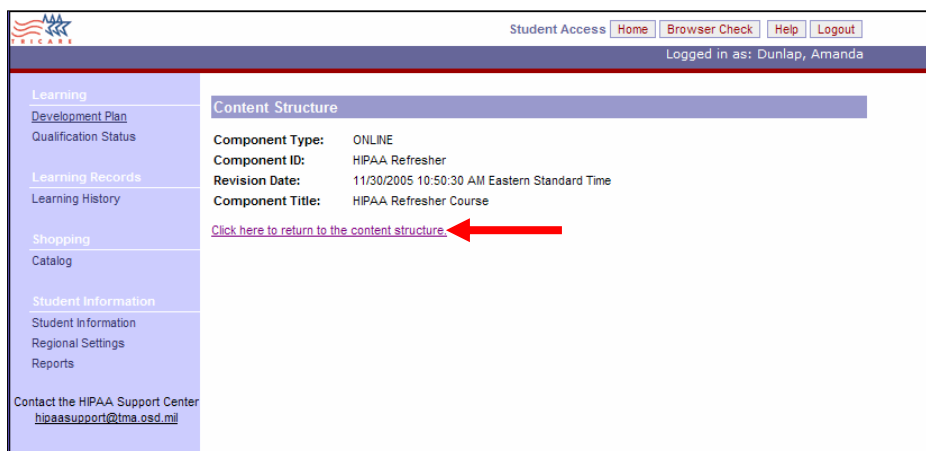 TRICARE
Student Access Home Browser Check Help Logout
Logged in as: Dunlap, Amanda
Learning
Development Plan
Qualification Status
Learning Records
Learning History
Shopping
Catalog
Student Information
Student Information
Regional Settings
Reports
Contact the HIPAA Support Center
hipaasupport@tma.osd.mil
Content Structure
Component Type: ONLINE
Component ID: HIPAA Refresher
Revision Date: 11/30/2005 10:50:30 AM Eastern Standard Time
Component Title: HIPAA Refresher Course
Click here to return to the content structure.